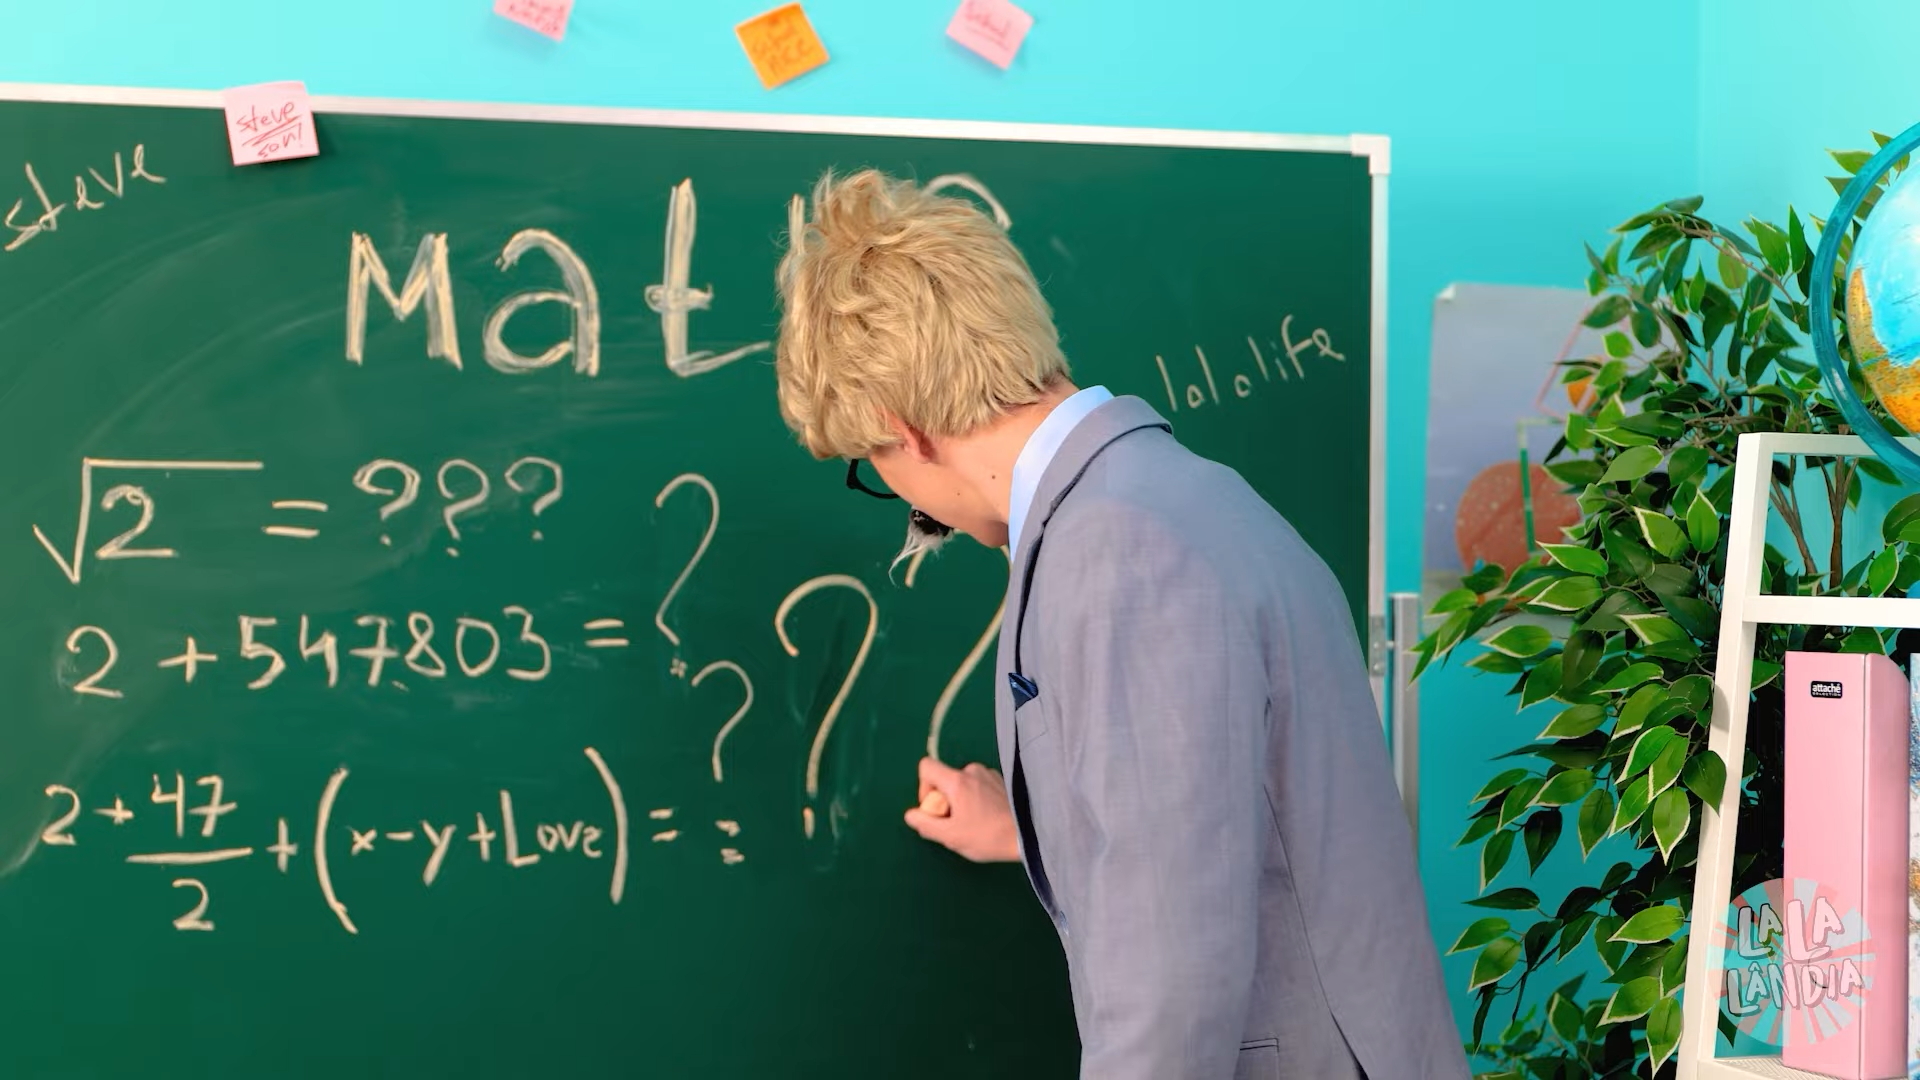 steve
son!
steve
Mat
lalalife
√2 = ???
2 + 547803 = ?
?
?
2 + 47/2 + (x-y+Love) =
attaché
LA LA
LÂNDIA